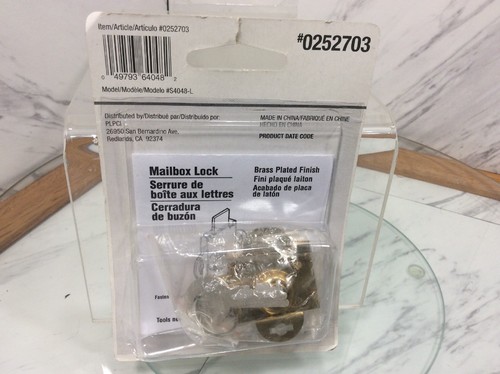 Item/Article/Artículo #0252703
#0252703
0 49793 64048 2
Model/Modèle/Modelo #S4048-L
Distributed by/Distribué par/Distribuido por:
PLPCI
26950 San Bernardino Ave.
Redlands, CA 92374
MADE IN CHINA/FABRIQUÉ EN CHINE
HECHO EN CHINA
PRODUCT DATE CODE
Mailbox Lock
Serrure de
boîte aux lettres
Cerradura
de buzón
Brass Plated Finish
Fini plaqué laiton
Acabado de placa
de latón
Tools